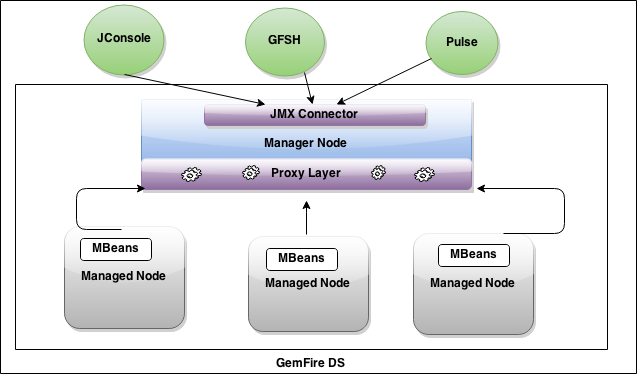 JConsole
GFSH
Pulse
JMX Connector
Manager Node
Proxy Layer
MBeans
Managed Node
MBeans
Managed Node
MBeans
Managed Node
GemFire DS